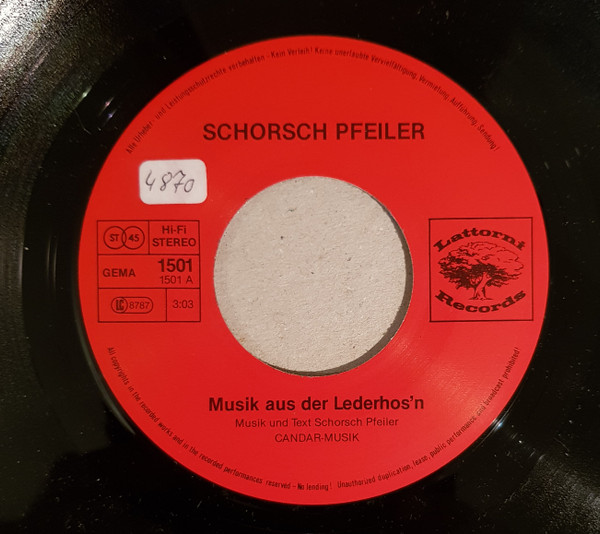 Alle Urheber- und Leistungsschutzrechte vorbehalten - Kein Verleih! Keine unerlaubte Vervielfältigung, Vermietung, Aufführung, Sendung!
SCHORSCH PFEILER
4870
ST 45
Hi-Fi
STEREO
GEMA
1501
1501 A
LC 8787
3:03
Lattorni
Records
Musik aus der Lederhos'n
Musik und Text Schorsch Pfeiler
CANDAR-MUSIK
All copyrights in the recorded works and in the recorded performances reserved - No lending! Unauthorized duplication, lease, public performance and broadcast prohibited!